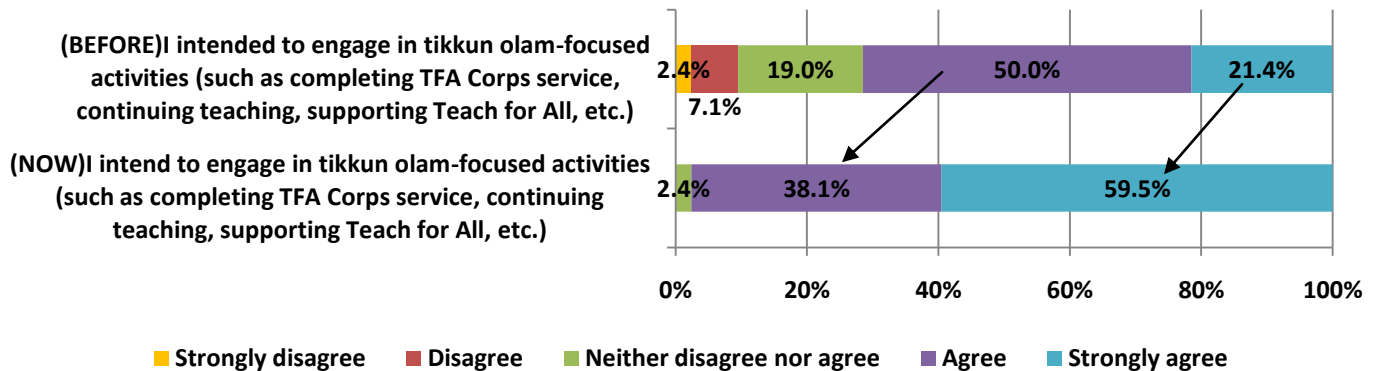 (BEFORE)I intended to engage in tikkun olam-focused
activities (such as completing TFA Corps service,
continuing teaching, supporting Teach for All, etc.)
2.4%
7.1%
19.0%
50.0%
21.4%
(NOW)I intend to engage in tikkun olam-focused activities
(such as completing TFA Corps service, continuing
teaching, supporting Teach for All, etc.)
2.4%
38.1%
59.5%
0% 20% 40% 60% 80% 100%
Strongly disagree Disagree Neither disagree nor agree Agree Strongly agree